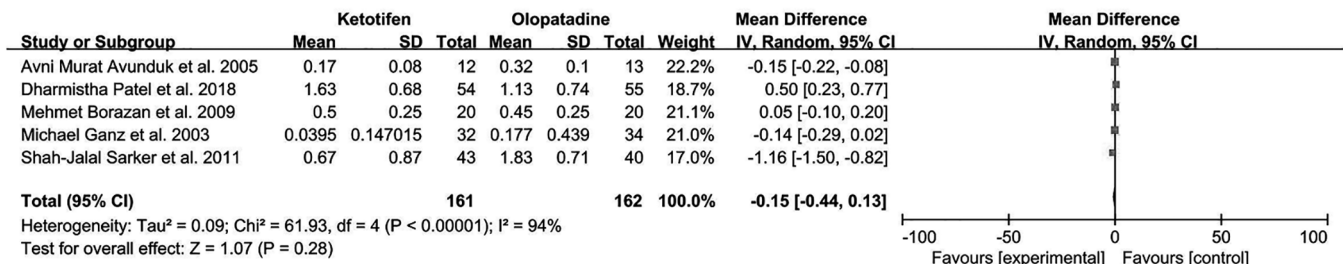 Ketotifen Olopatadine Mean Difference Mean Difference
Study or Subgroup Mean SD Total Mean SD Total Weight IV, Random, 95% CI IV, Random, 95% CI
Avni Murat Avunduk et al. 2005 0.17 0.08 12 0.32 0.1 13 22.2% -0.15 [-0.22, -0.08]
Dharmistha Patel et al. 2018 1.63 0.68 54 1.13 0.74 55 18.7% 0.50 [0.23, 0.77]
Mehmet Borazan et al. 2009 0.5 0.25 20 0.45 0.25 20 21.1% 0.05 [-0.10, 0.20]
Michael Ganz et al. 2003 0.0395 0.147015 32 0.177 0.439 34 21.0% -0.14 [-0.29, 0.02]
Shah-Jalal Sarker et al. 2011 0.67 0.87 43 1.83 0.71 40 17.0% -1.16 [-1.50, -0.82]
Total (95% CI) 161 162 100.0% -0.15 [-0.44, 0.13]
Heterogeneity: Tau² = 0.09; Chi² = 61.93, df = 4 (P < 0.00001); I² = 94%
Test for overall effect: Z = 1.07 (P = 0.28)
-100 -50 0 50 100
Favours [experimental] Favours [control]